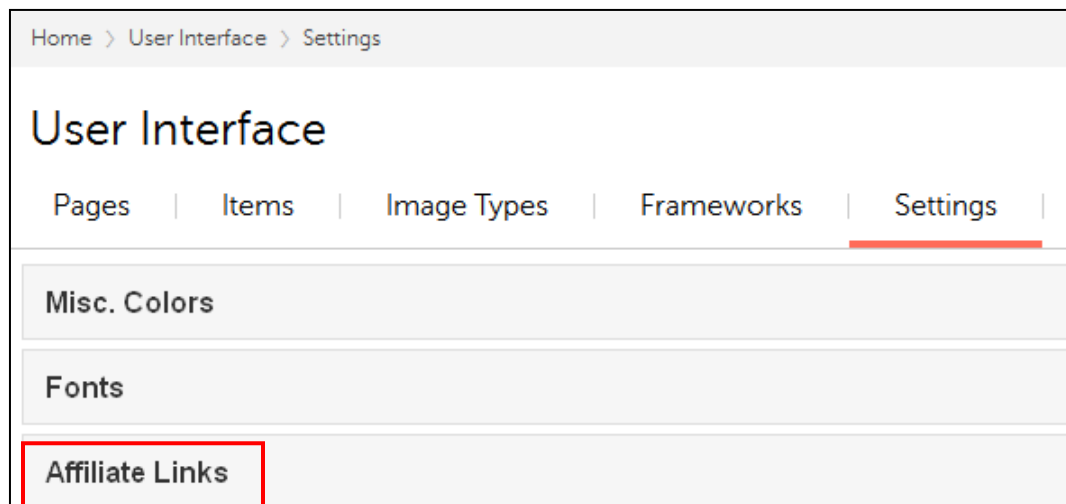 Home > User Interface > Settings
User Interface
Pages | Items | Image Types | Frameworks | Settings |
Misc. Colors
Fonts
Affiliate Links